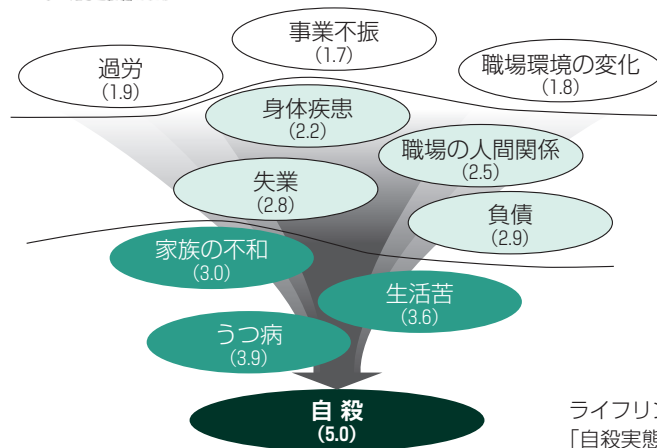 事業不振
(1.7)
過労
(1.9)
職場環境の変化
(1.8)
身体疾患
(2.2)
職場の人間関係
(2.5)
失業
(2.8)
負債
(2.9)
家族の不和
(3.0)
生活苦
(3.6)
うつ病
(3.9)
自 殺
(5.0)
ライフリン
「自殺実態